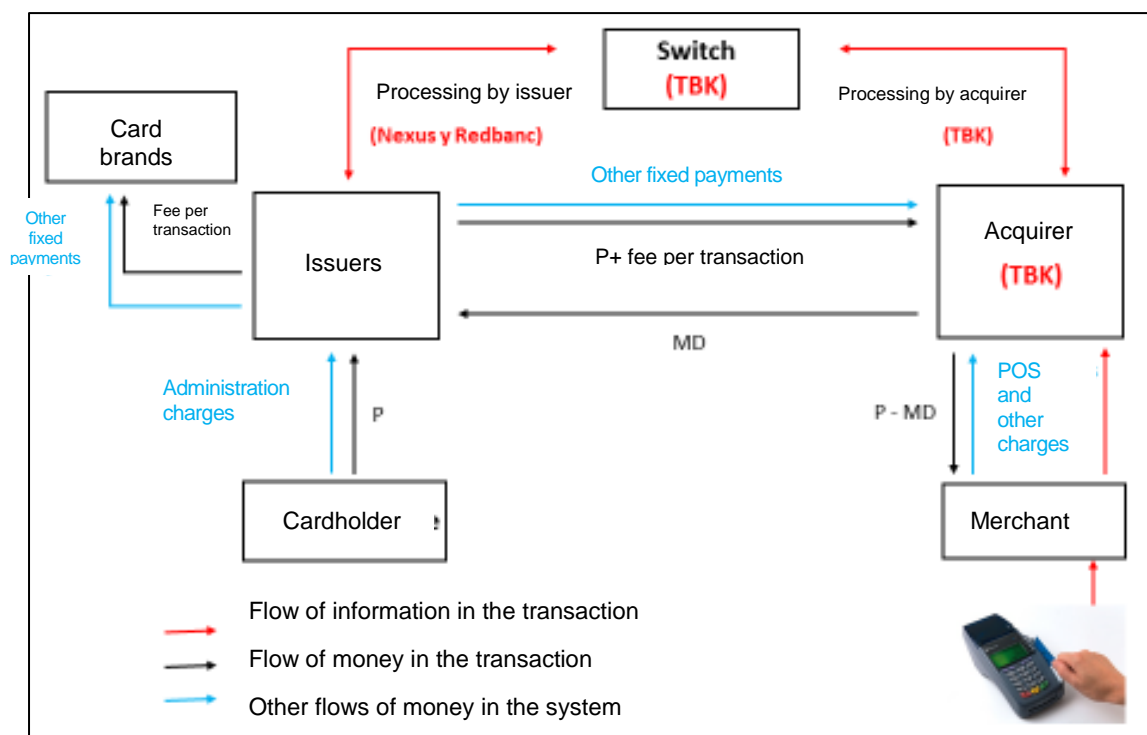 Switch
(TBK)
Processing by issuer
(Nexus y Redbanc)
Processing by acquirer
(TBK)
Card
brands
Other
fixed
payments
Fee per
transaction
Issuers
Other fixed payments
P+ fee per transaction
MD
Acquirer
(TBK)
Administration
charges
P
P - MD
POS
and
other
charges
Cardholder
Merchant
Flow of information in the transaction
Flow of money in the transaction
Other flows of money in the system